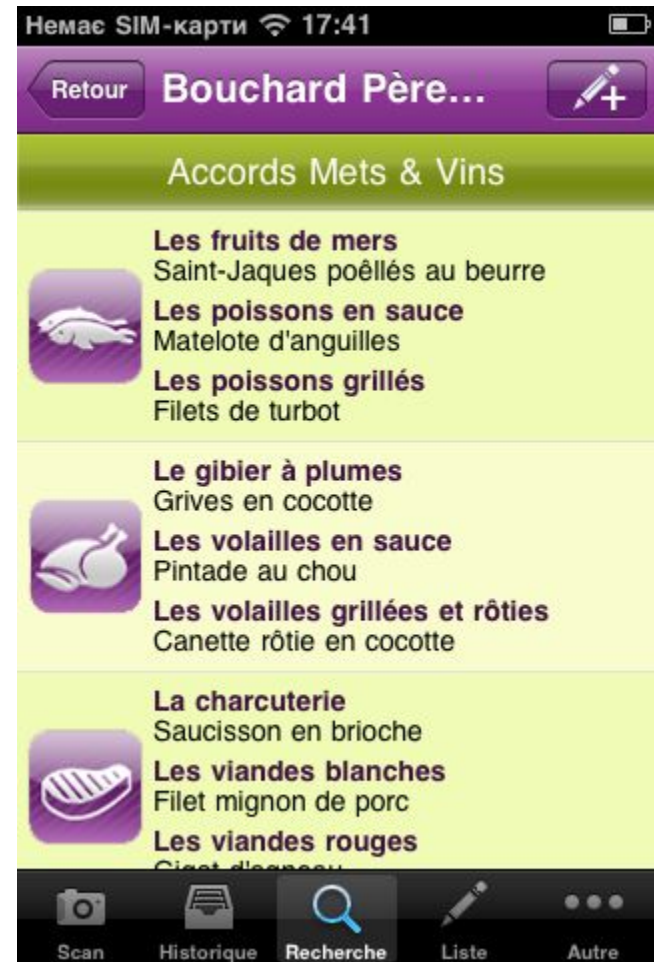 Немає SIM-карти 17:41
Retour Bouchard Père...
Accords Mets & Vins
Les fruits de mers
Saint-Jaques poêllés au beurre
Les poissons en sauce
Matelote d'anguilles
Les poissons grillés
Filets de turbot
Le gibier à plumes
Grives en cocotte
Les volailles en sauce
Pintade au chou
Les volailles grillées et rôties
Canette rôtie en cocotte
La charcuterie
Saucisson en brioche
Les viandes blanches
Filet mignon de porc
Les viandes rouges
Gigot d'agneau
Scan Historique Recherche Liste Autre